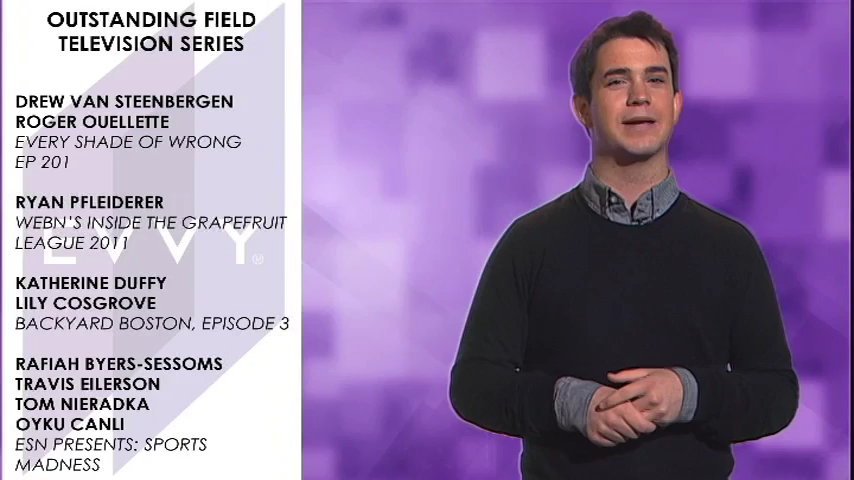 OUTSTANDING FIELD
TELEVISION SERIES
DREW VAN STEENBERGEN
ROGER OUELLETTE
EVERY SHADE OF WRONG
EP 201
RYAN PFLEIDERER
WEBN'S INSIDE THE GRAPEFRUIT
LEAGUE 2011
EVVY®
KATHERINE DUFFY
LILY COSGROVE
BACKYARD BOSTON, EPISODE 3
RAFIAH BYERS-SESSOMS
TRAVIS EILERSON
TOM NIERADKA
OYKU CANLI
ESN PRESENTS: SPORTS
MADNESS